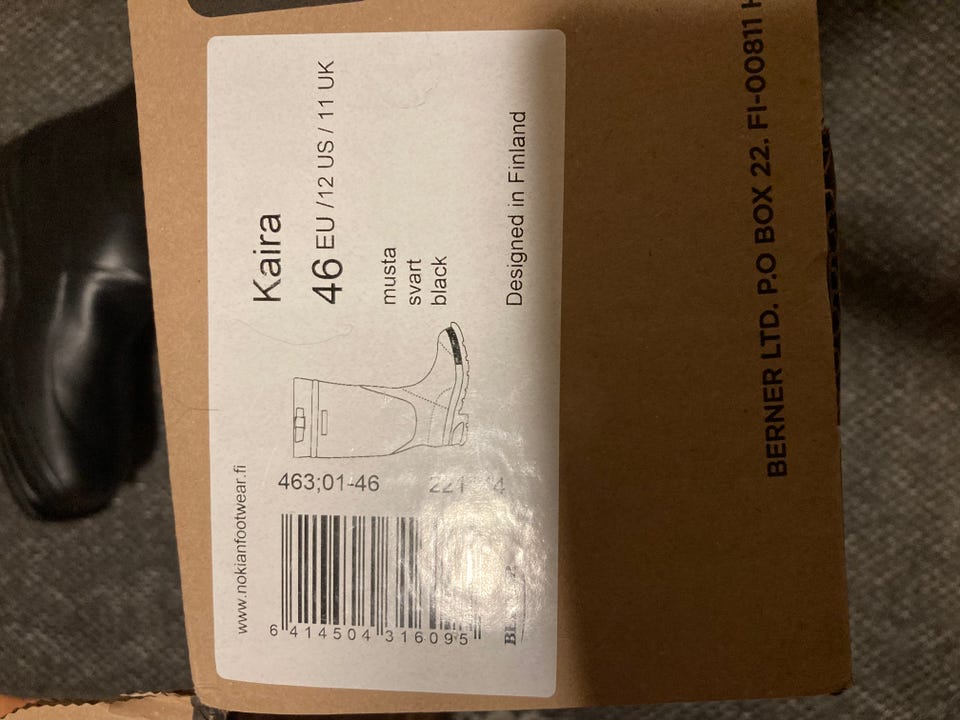 Kaira
46 EU /12 US / 11 UK
musta
svart
black
Designed in Finland
www.nokianfootwear.fi
463;01-46
6 414504 316095
BERNER LTD. P.O BOX 22. FI-00811